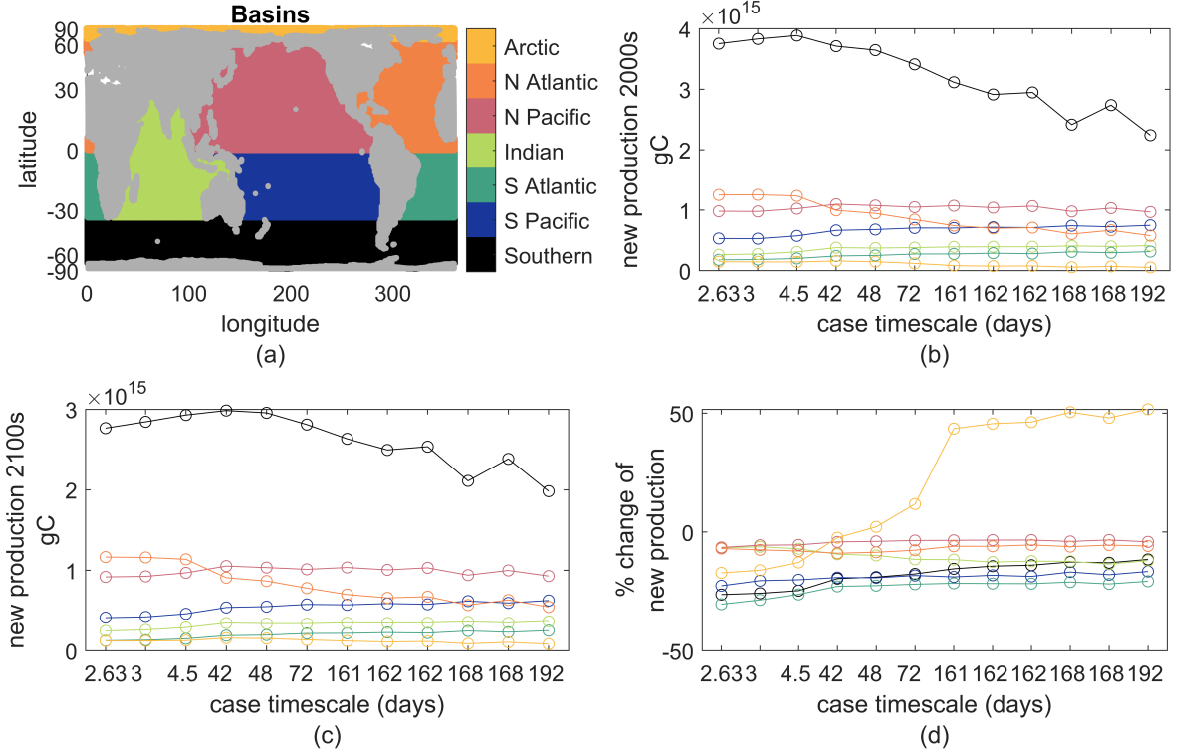 Basins
90
60
30
0
-30
-60
-90
latitude
0
100
200
300
longitude
Arctic
N Atlantic
N Pacific
Indian
S Atlantic
S Pacific
Southern
(a)
×10^15
4
3
2
1
0
new production 2000s
gC
2.63 3 4.5 42 48 72 161 162 162 168 168 192
case timescale (days)
(b)
×10^15
3
2
1
0
new production 2100s
gC
2.63 3 4.5 42 48 72 161 162 162 168 168 192
case timescale (days)
(c)
50
0
-50
% change of
new production
2.63 3 4.5 42 48 72 161 162 162 168 168 192
case timescale (days)
(d)